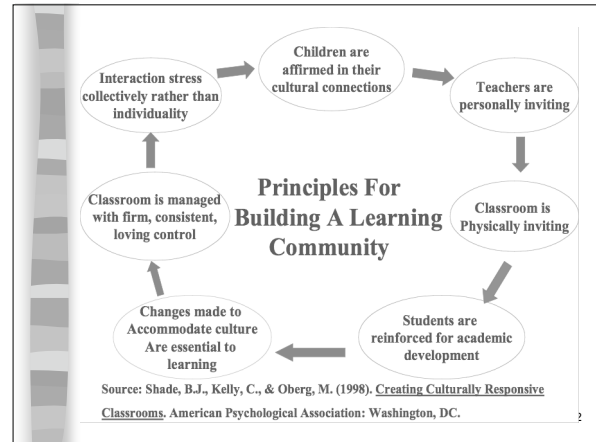 Children are
affirmed in their
cultural connections
Teachers are
personally inviting
Classroom is
Physically inviting
Students are
reinforced for academic
development
Changes made to
Accommodate culture
Are essential to
learning
Classroom is managed
with firm, consistent,
loving control
Interaction stress
collectively rather than
individuality
Principles For
Building A Learning
Community
Source: Shade, B.J., Kelly, C., & Oberg, M. (1998). Creating Culturally Responsive
Classrooms. American Psychological Association: Washington, DC.
2